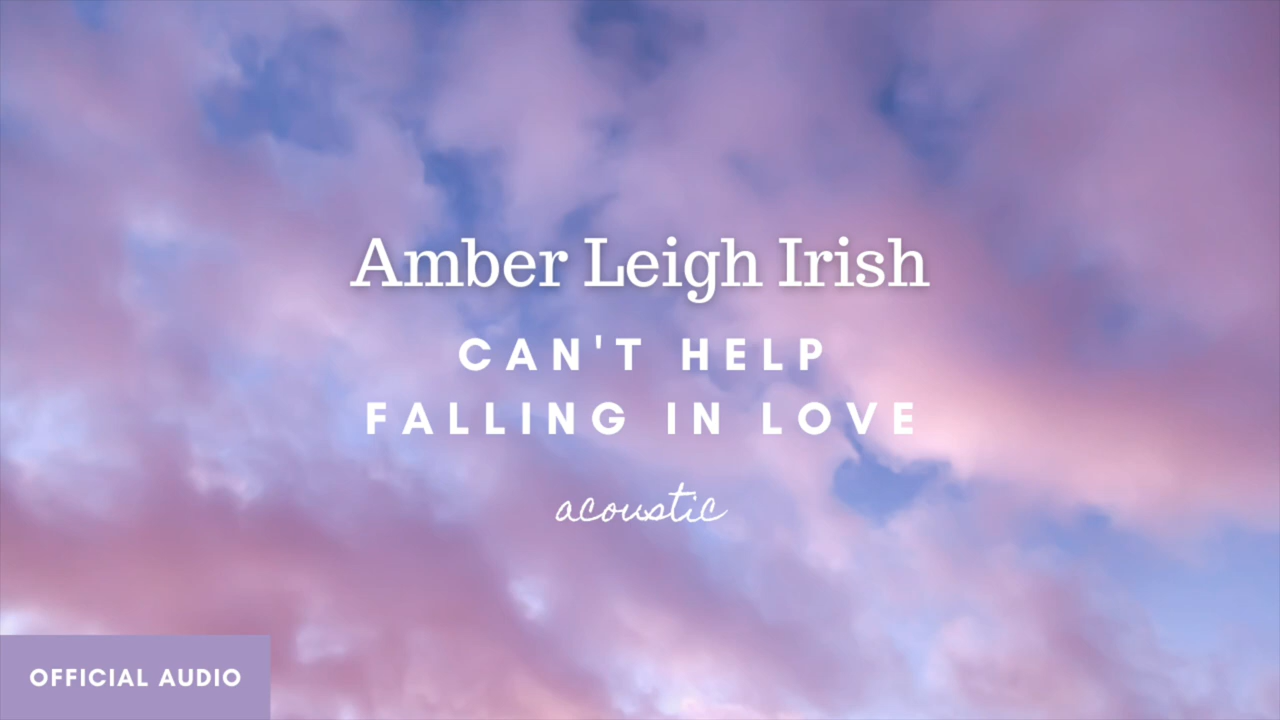 Amber Leigh Irish
CAN'T HELP
FALLING IN LOVE
acoustic
OFFICIAL AUDIO